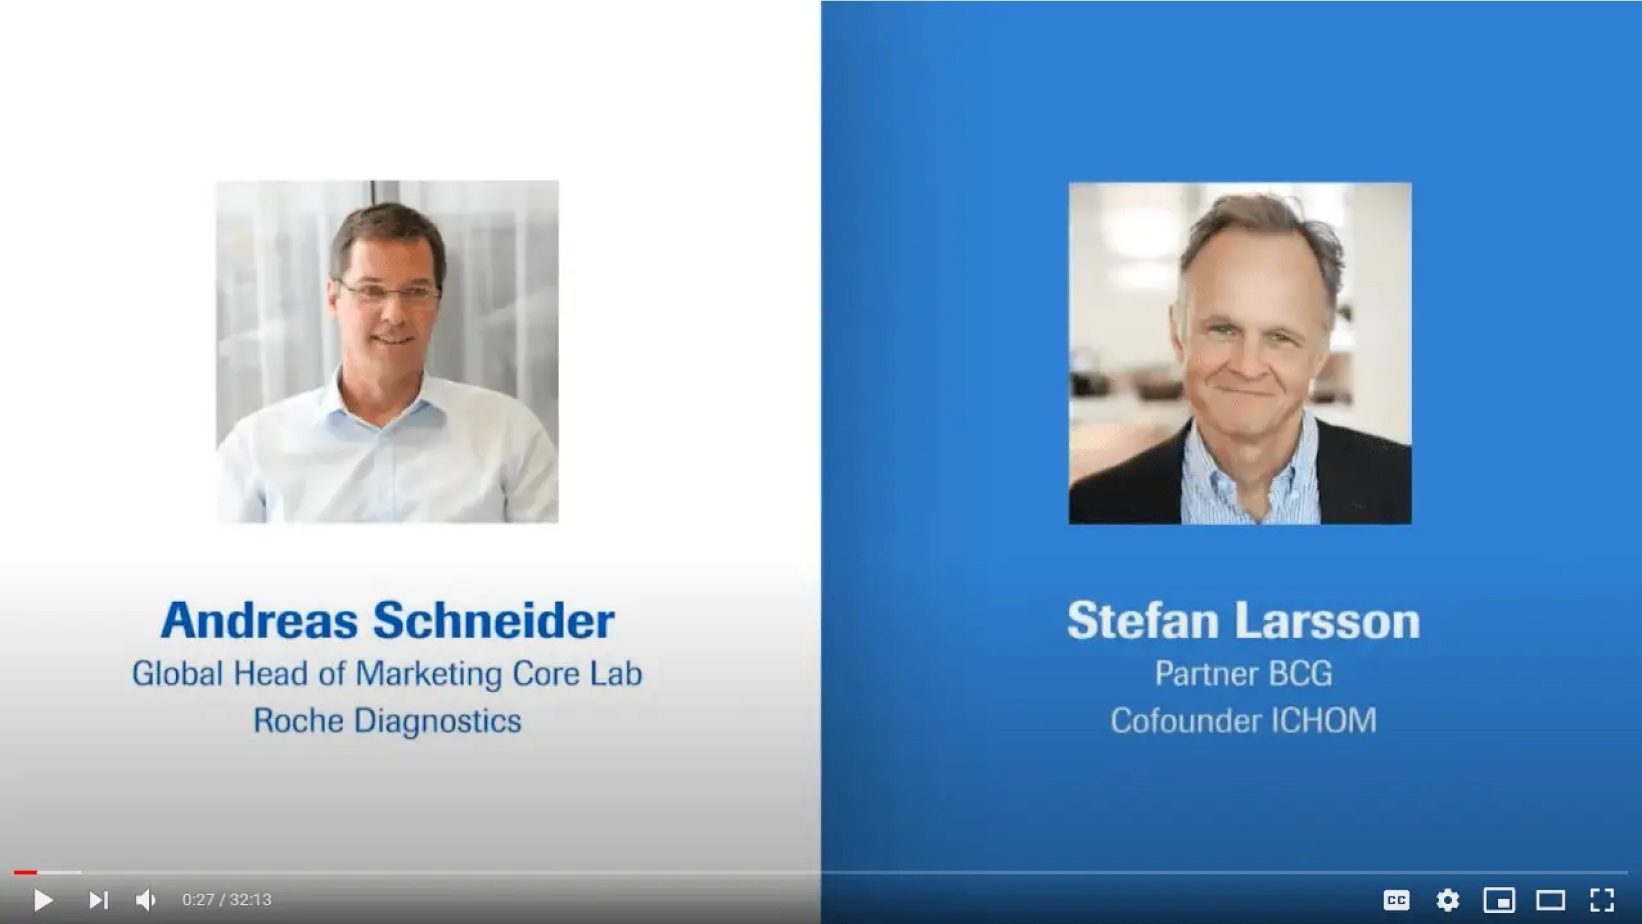 Andreas Schneider
Global Head of Marketing Core Lab
Roche Diagnostics
Stefan Larsson
Partner BCG
Cofounder ICHOM
0:27 / 32:13
CC